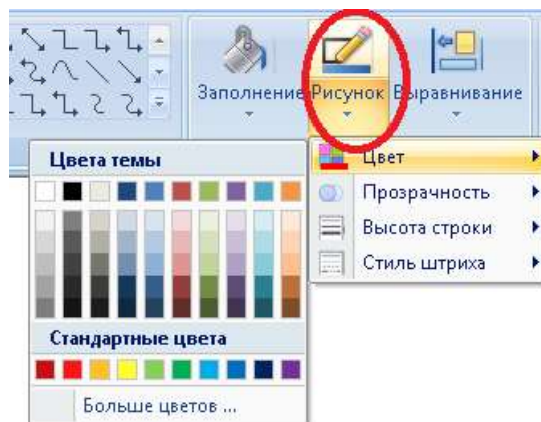 Заполнение Рисунок Выравнивание
Цвета темы
Цвет
Прозрачность
Высота строки
Стиль штриха
Стандартные цвета
Больше цветов ...